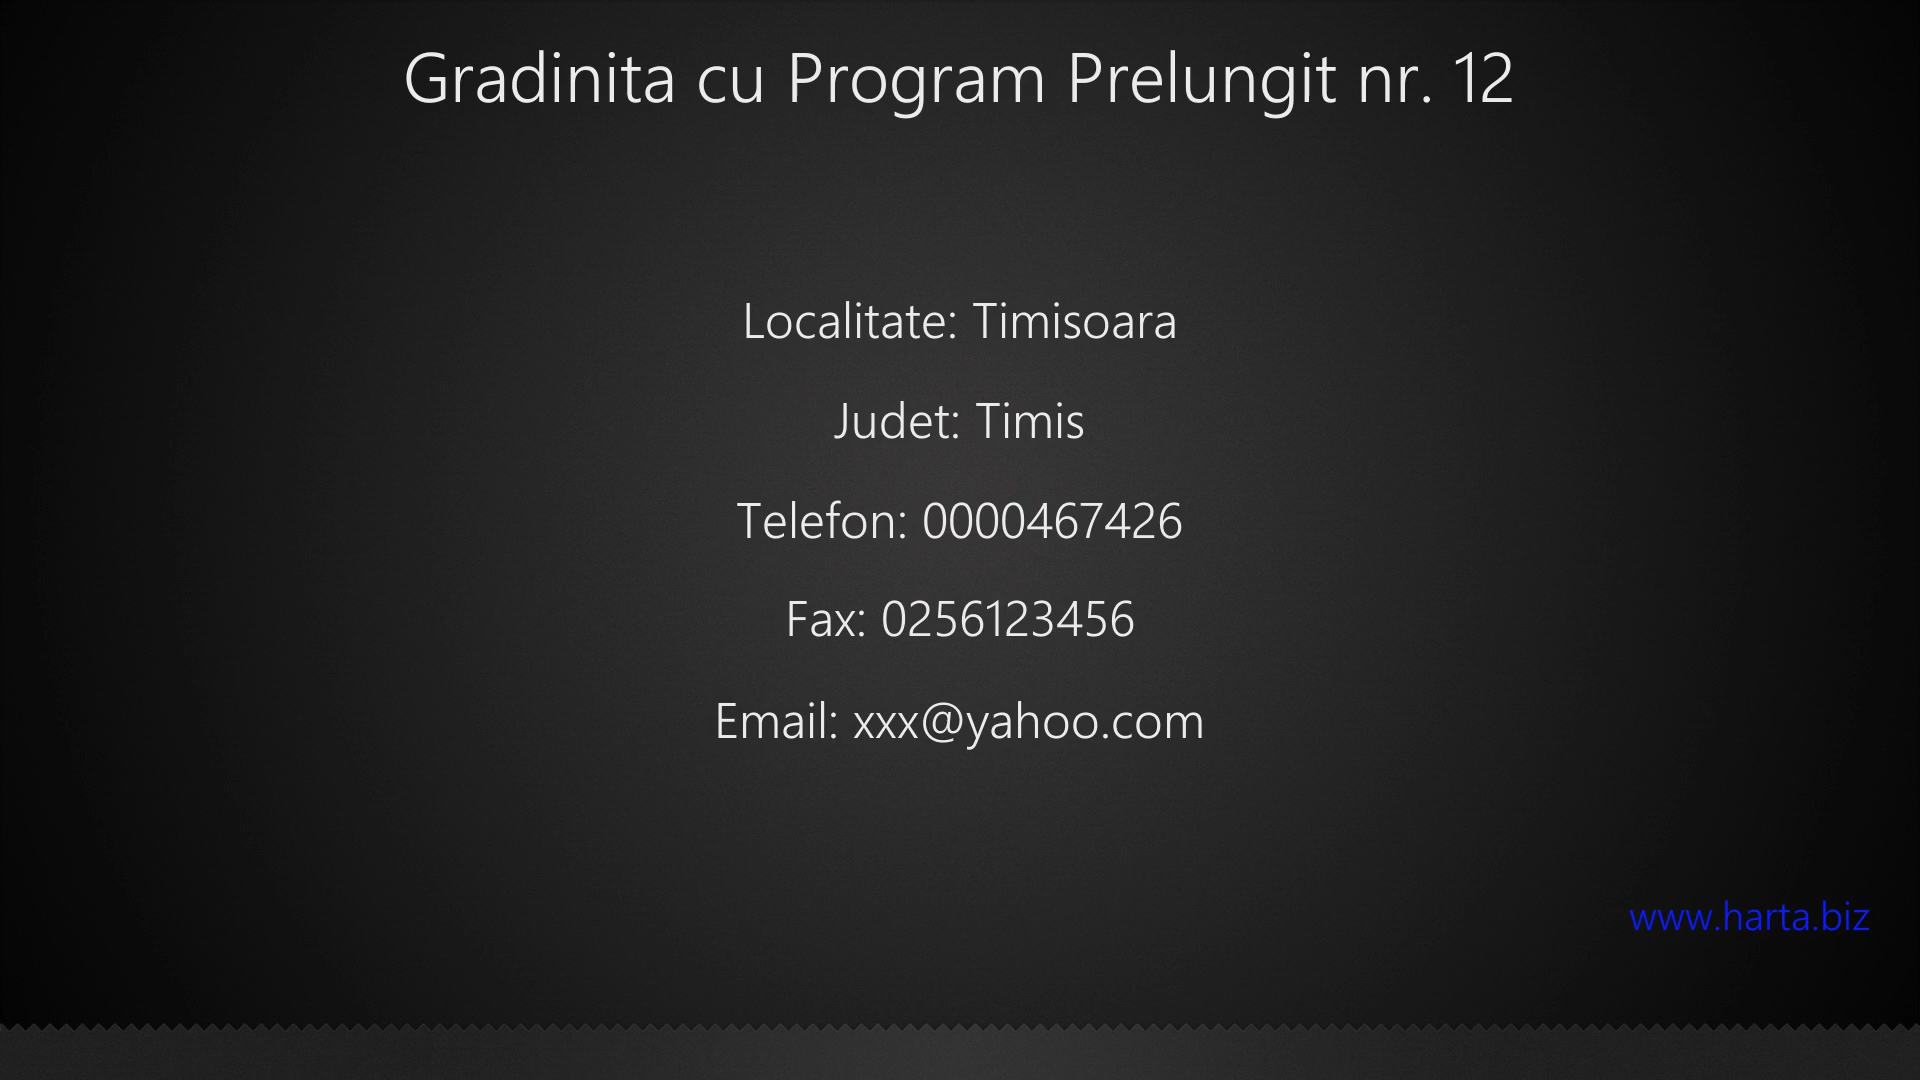 Gradinita cu Program Prelungit nr. 12
Localitate: Timisoara
Judet: Timis
Telefon: 0000467426
Fax: 0256123456
Email: xxx@yahoo.com
www.harta.biz